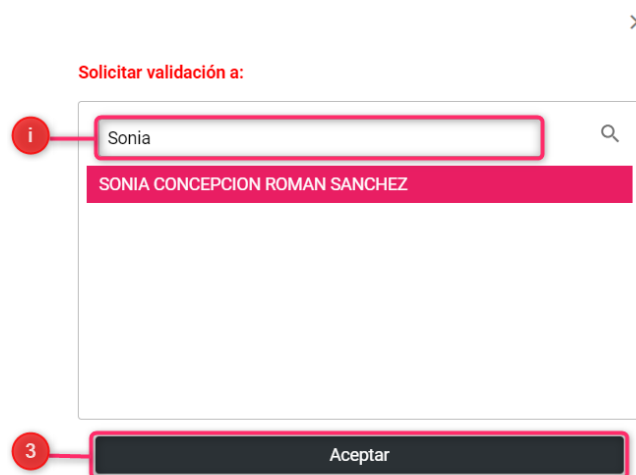 Solicitar validación a:
i
Sonia
SONIA CONCEPCION ROMAN SANCHEZ
3
Aceptar